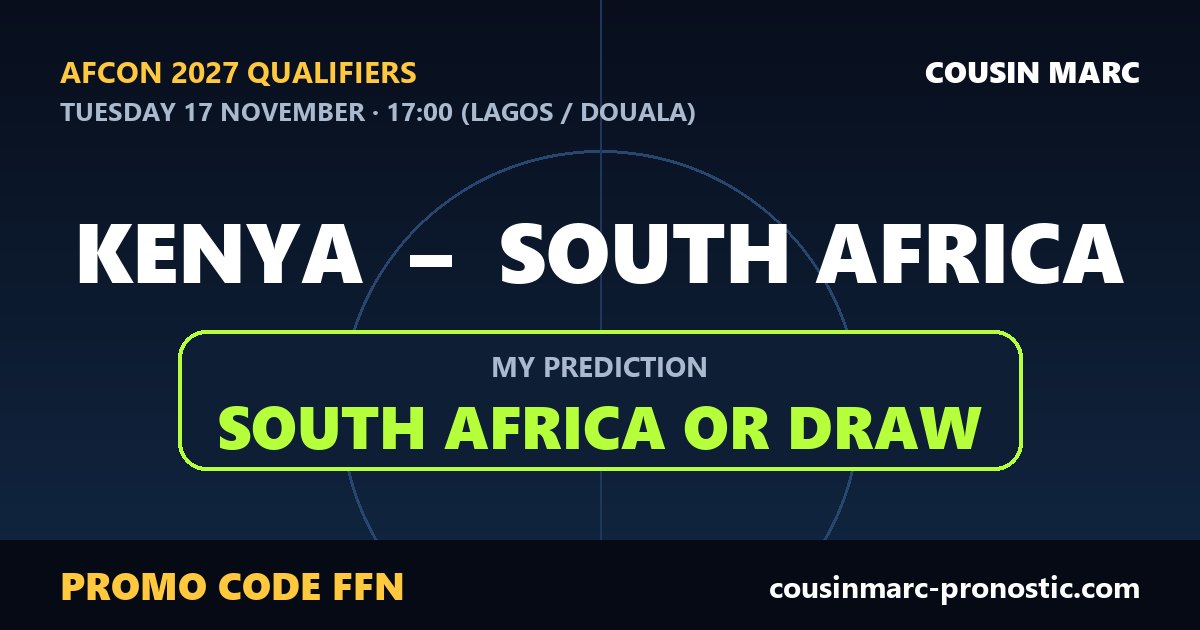 AFCON 2027 QUALIFIERS
COUSIN MARC
TUESDAY 17 NOVEMBER · 17:00 (LAGOS / DOUALA)
KENYA – SOUTH AFRICA
MY PREDICTION
SOUTH AFRICA OR DRAW
PROMO CODE FFN
cousinmarc-pronostic.com